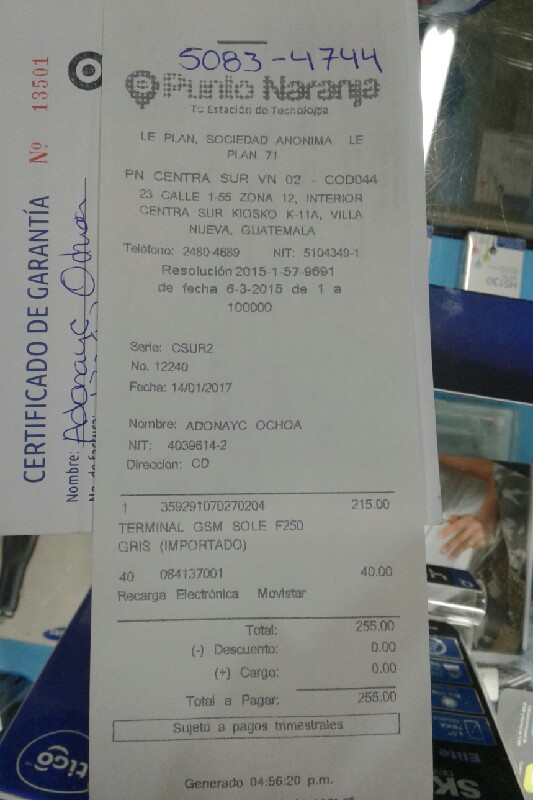 5083-4744
Punto Naranja
Tu Estación de Tecnología
LE PLAN, SOCIEDAD ANONIMA LE
PLAN 71
PN CENTRA SUR VN 02 - COD044
23 CALLE 1-55 ZONA 12, INTERIOR
CENTRA SUR KIOSKO K-11A, VILLA
NUEVA, GUATEMALA
Teléfono: 2480-4689 NIT: 5104349-1
Resolución 2015-1-57-9691
de fecha 6-3-2015 de 1 a
100000
Serie: CSUR2
No. 12240
Fecha: 14/01/2017
Nombre: ADONAYC OCHOA
NIT: 4039614-2
Direccion: CD
1 359291070270204 215.00
TERMINAL GSM SOLE F250
GRIS (IMPORTADO)
40 084137001 40.00
Recarga Electrónica Movistar
Total: 255.00
(-) Descuento: 0.00
(+) Cargo: 0.00
Total a Pagar: 255.00
Sujeto a pagos trimestrales
Generado 04:56:20 p.m.
CERTIFICADO DE GARANTÍA Nº 13501
Nombre: Adonayc Ochoa
tigo
HS130
Elite
SK